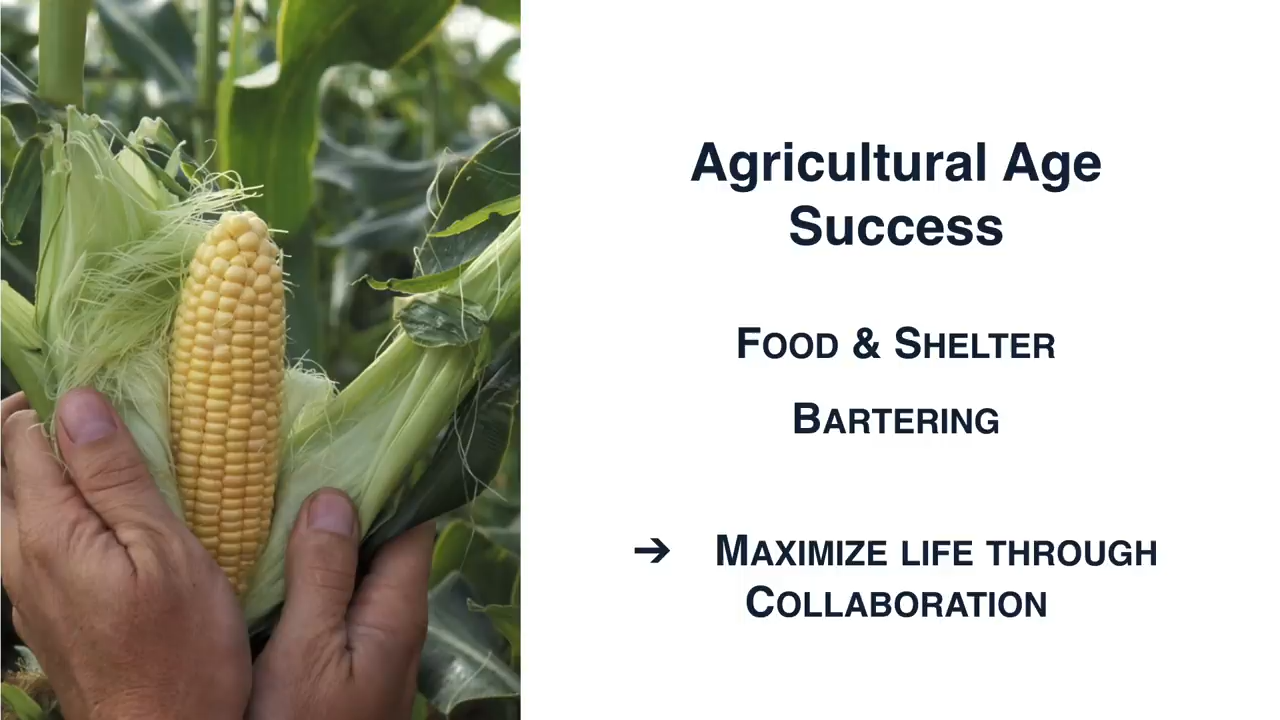 Agricultural Age
Success
FOOD & SHELTER
BARTERING
➔ MAXIMIZE LIFE THROUGH
COLLABORATION